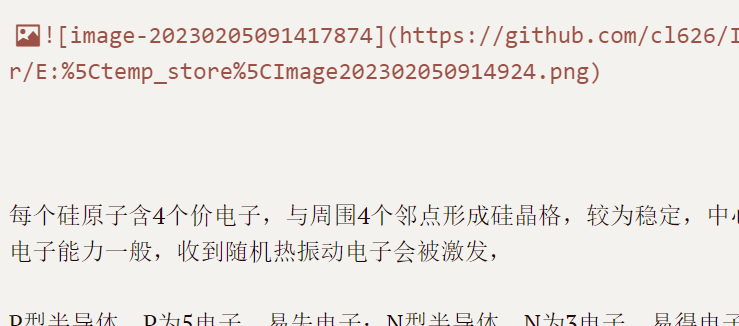 ![image-20230205091417874](https://github.com/cl626/I
r/E:%5Ctemp_store%5CImage202302050914924.png)
每个硅原子含4个价电子，与周围4个邻点形成硅晶格，较为稳定，中心
电子能力一般，收到随机热振动电子会被激发，
P型半导体，P为5电子，易失电子；N型半导体，N为3电子，易得电子